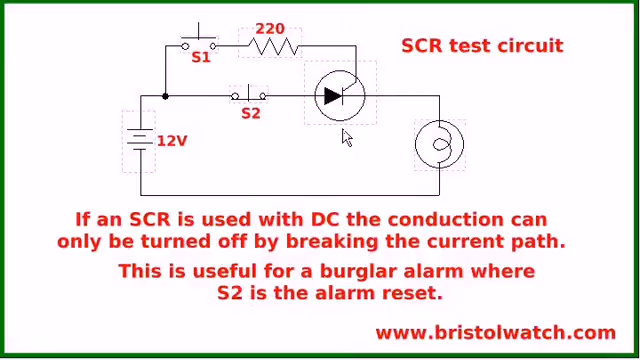 220
SCR test circuit
S1
S2
12V
If an SCR is used with DC the conduction can
only be turned off by breaking the current path.
This is useful for a burglar alarm where
S2 is the alarm reset.
www.bristolwatch.com